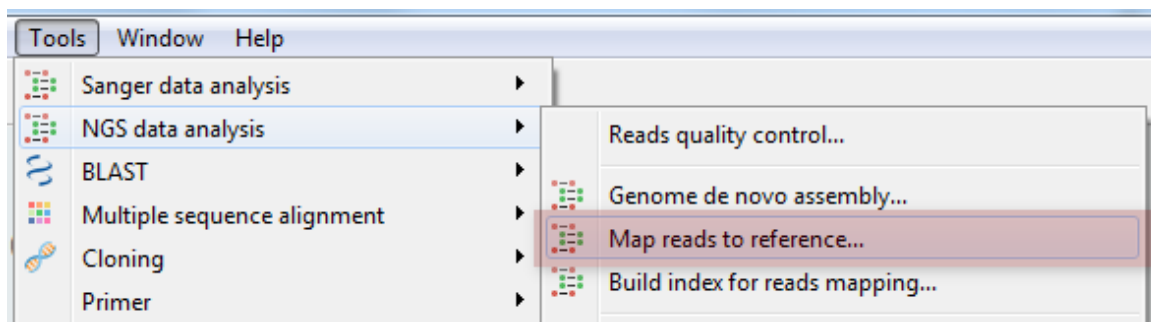 Tools Window Help
Sanger data analysis
NGS data analysis
BLAST
Multiple sequence alignment
Cloning
Primer
Reads quality control...
Genome de novo assembly...
Map reads to reference...
Build index for reads mapping...